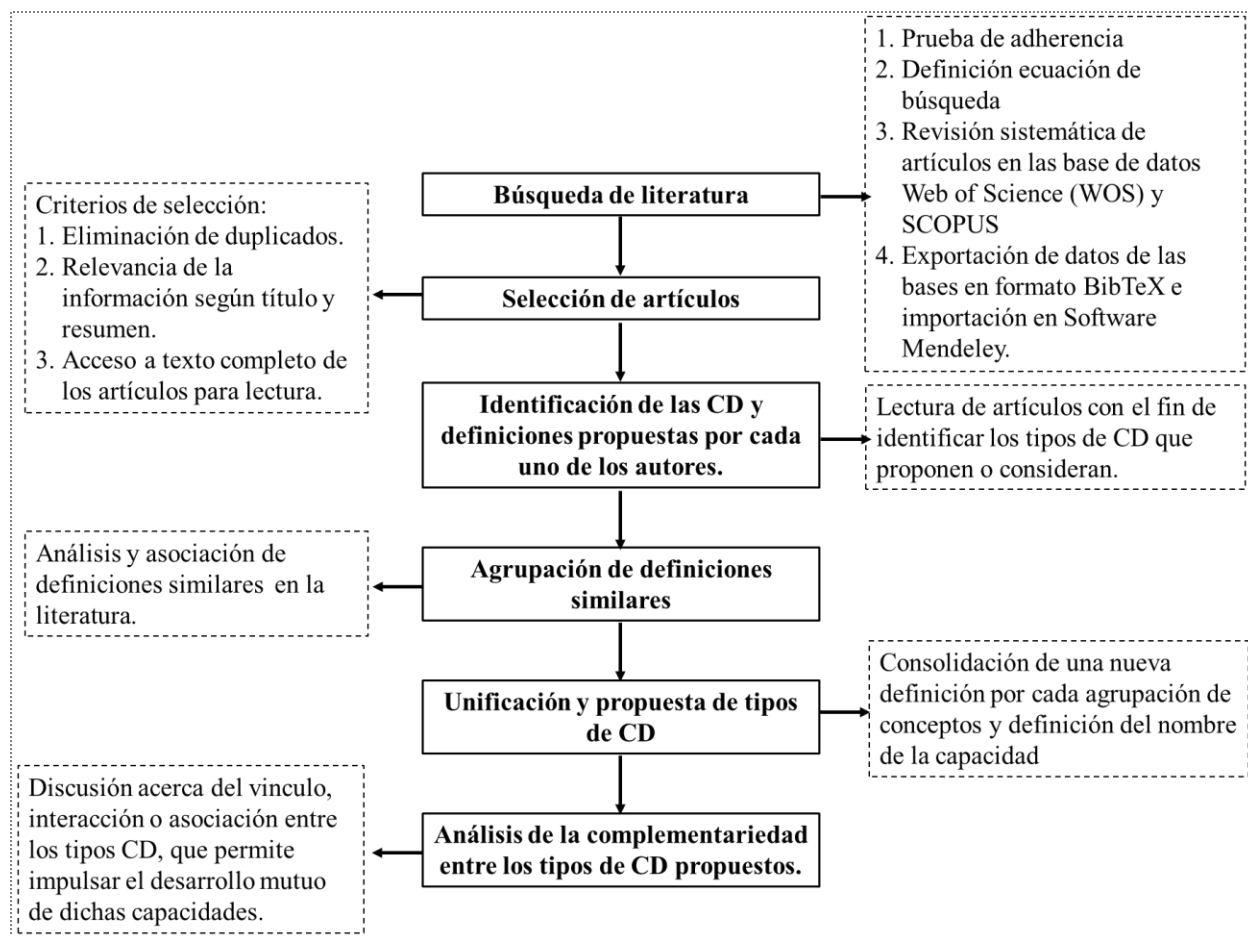 1. Prueba de adherencia
2. Definición ecuación de
búsqueda
3. Revisión sistemática de
artículos en las base de datos
Web of Science (WOS) y
SCOPUS
4. Exportación de datos de las
bases en formato BibTeX e
importación en Software
Mendeley.
Búsqueda de literatura
Criterios de selección:
1. Eliminación de duplicados.
2. Relevancia de la
información según título y
resumen.
3. Acceso a texto completo de
los artículos para lectura.
Selección de artículos
Identificación de las CD y
definiciones propuestas por cada
uno de los autores.
Lectura de artículos con el fin de
identificar los tipos de CD que
proponen o consideran.
Análisis y asociación de
definiciones similares en la
literatura.
Agrupación de definiciones
similares
Unificación y propuesta de tipos
de CD
Consolidación de una nueva
definición por cada agrupación de
conceptos y definición del nombre
de la capacidad
Discusión acerca del vinculo,
interacción o asociación entre
los tipos CD, que permite
impulsar el desarrollo mutuo
de dichas capacidades.
Análisis de la complementariedad
entre los tipos de CD propuestos.